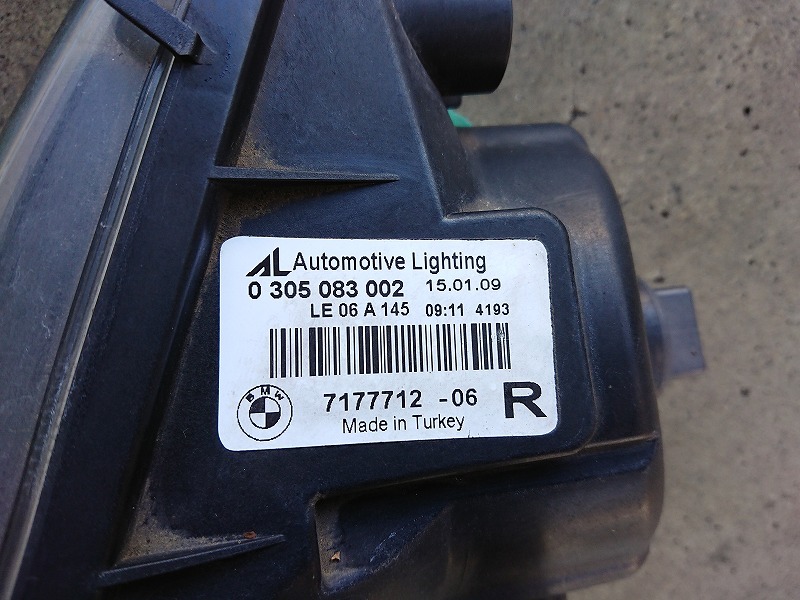 AL Automotive Lighting
0 305 083 002 15.01.09
LE 06 A 145 09:11 4193
BMW
7177712 -06 R
Made in Turkey